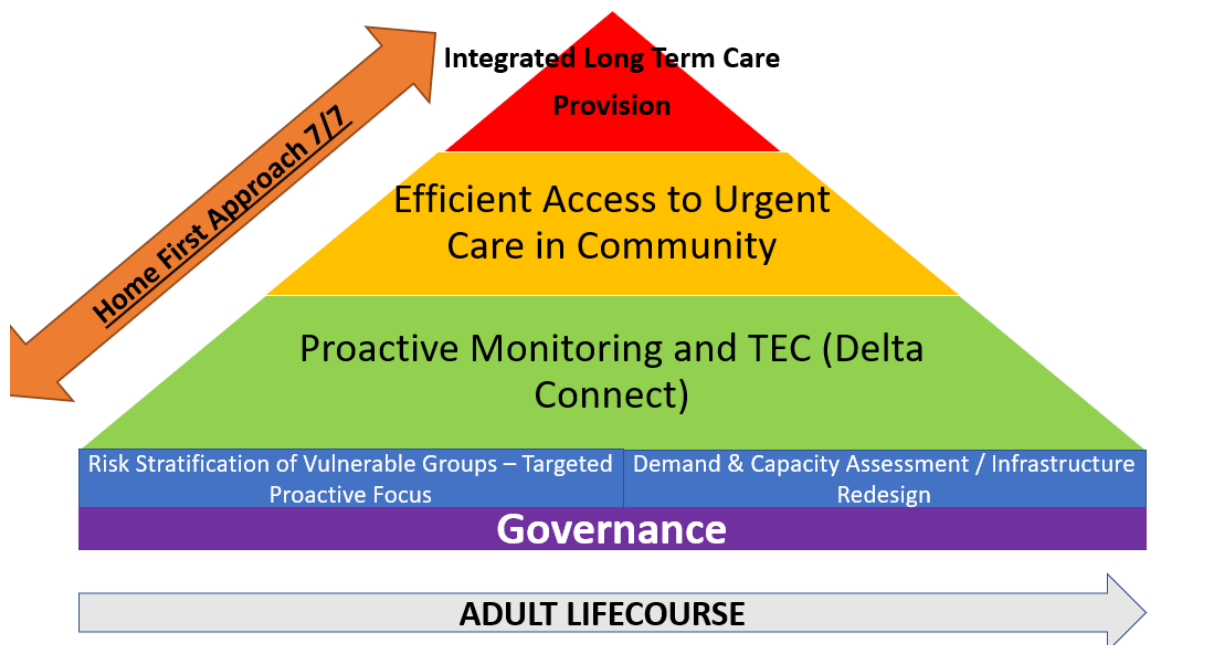 Integrated Long Term Care
Provision
Home First Approach 7/7
Efficient Access to Urgent
Care in Community
Proactive Monitoring and TEC (Delta
Connect)
Risk Stratification of Vulnerable Groups – Targeted
Proactive Focus
Demand & Capacity Assessment / Infrastructure
Redesign
Governance
ADULT LIFECOURSE